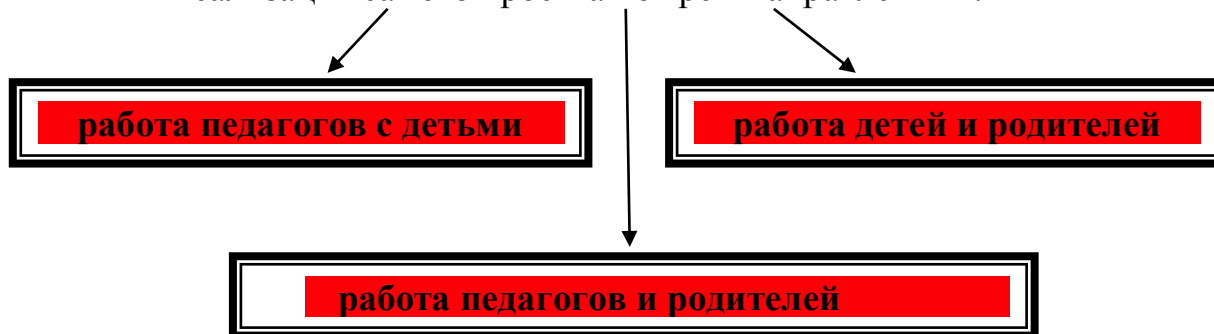 работа педагогов с детьми
работа детей и родителей
работа педагогов и родителей